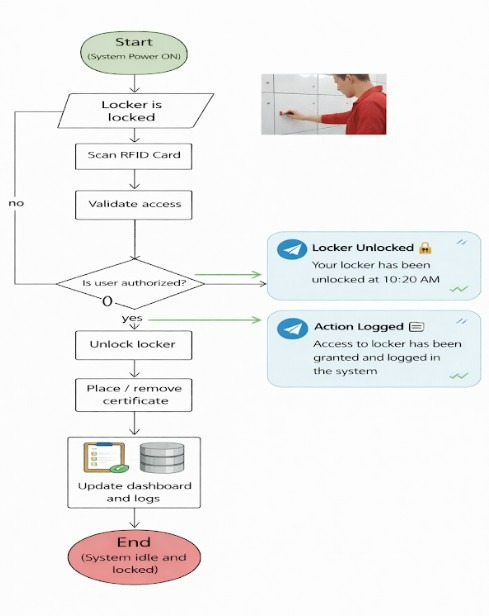 Start
(System Power ON)
Locker is
locked
Scan RFID Card
Validate access
no
Is user authorized?
yes
Locker Unlocked
Your locker has been
unlocked at 10:20 AM
Action Logged
Access to locker has been
granted and logged in
the system
Unlock locker
Place / remove
certificate
Update dashboard
and logs
End
(System idle and
locked)